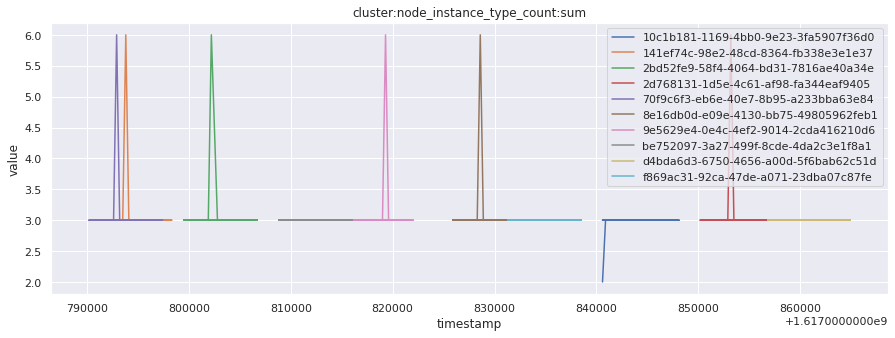 cluster:node_instance_type_count:sum
10c1b181-1169-4bb0-9e23-3fa5907f36d0
141ef74c-98e2-48cd-8364-fb338e3e1e37
2bd52fe9-58f4-4064-bd31-7816ae40a34e
2d768131-1d5e-4c61-af98-fa344eaf9405
70f9c6f3-eb6e-40e7-8b95-a233bba63e84
8e16db0d-e09e-4130-bb75-49805962feb1
9e5629e4-0e4c-4ef2-9014-2cda416210d6
be752097-3a27-499f-8cde-4da2c3e1f8a1
d4bda6d3-6750-4656-a00d-5f6bab62c51d
f869ac31-92ca-47de-a071-23dba07c87fe
value
6.0
5.5
5.0
4.5
4.0
3.5
3.0
2.5
2.0
790000 800000 810000 820000 830000 840000 850000 860000
+1.6170000000e9
timestamp